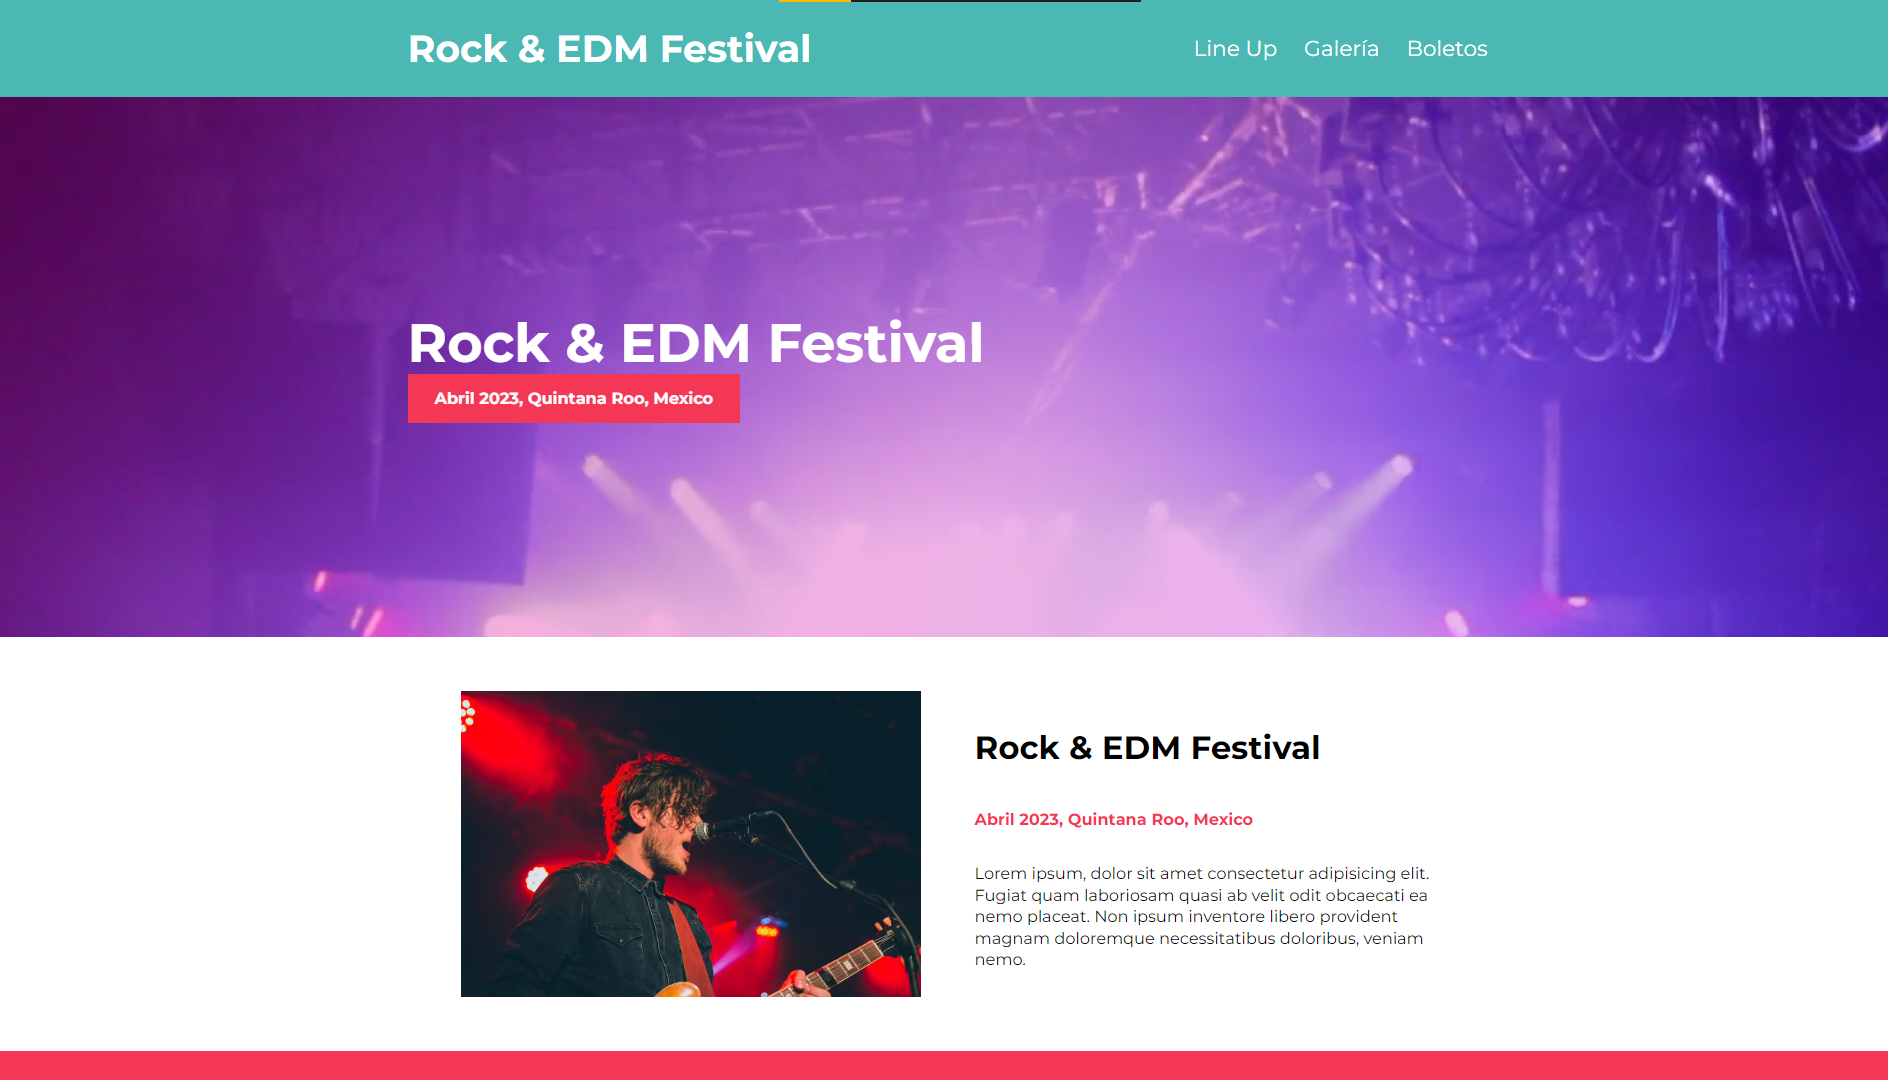 Rock & EDM Festival
Line Up Galería Boletos
Rock & EDM Festival
Abril 2023, Quintana Roo, Mexico
Rock & EDM Festival
Abril 2023, Quintana Roo, Mexico
Lorem ipsum, dolor sit amet consectetur adipisicing elit.
Fugiat quam laboriosam quasi ab velit odit obcaecati ea
nemo placeat. Non ipsum inventore libero provident
magnam doloremque necessitatibus doloribus, veniam
nemo.